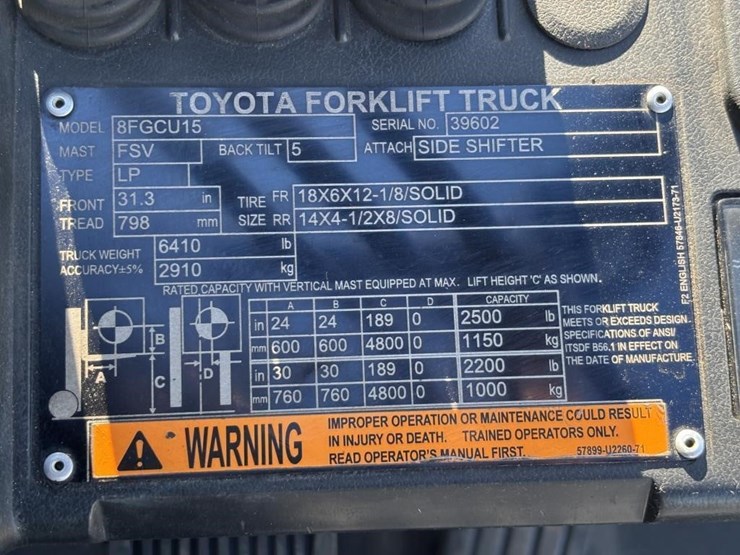 TOYOTA FORKLIFT TRUCK
MODEL 8FGCU15 SERIAL NO. 39602
MAST FSV BACK TILT 5 ATTACH SIDE SHIFTER
TYPE LP
FRONT TREAD 31.3 in TIRE SIZE FR 18X6X12-1/8/SOLID
798 mm RR 14X4-1/2X8/SOLID
TRUCK WEIGHT 6410 lb
ACCURACY±5% 2910 kg
RATED CAPACITY WITH VERTICAL MAST EQUIPPED AT MAX. LIFT HEIGHT 'C' AS SHOWN.
A B C D CAPACITY
in 24 24 189 0 2500 lb
mm 600 600 4800 0 1150 kg
in 30 30 189 0 2200 lb
mm 760 760 4800 0 1000 kg
A B C D
THIS FORKLIFT TRUCK
MEETS OR EXCEEDS DESIGN
SPECIFICATIONS OF ANSI/
ITSDF B56.1 IN EFFECT ON
THE DATE OF MANUFACTURE
F2 ENGLISH 57846-U2173-71
WARNING
IMPROPER OPERATION OR MAINTENANCE COULD RESULT
IN INJURY OR DEATH. TRAINED OPERATORS ONLY.
READ OPERATOR'S MANUAL FIRST. 57899-U2260-71